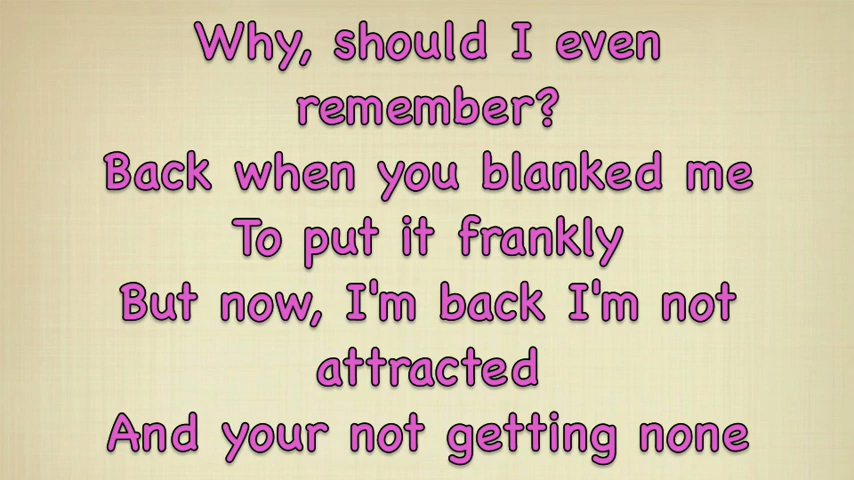 Why, should I even
remember?
Back when you blanked me
To put it frankly
But now, I'm back I'm not
attracted
And your not getting none